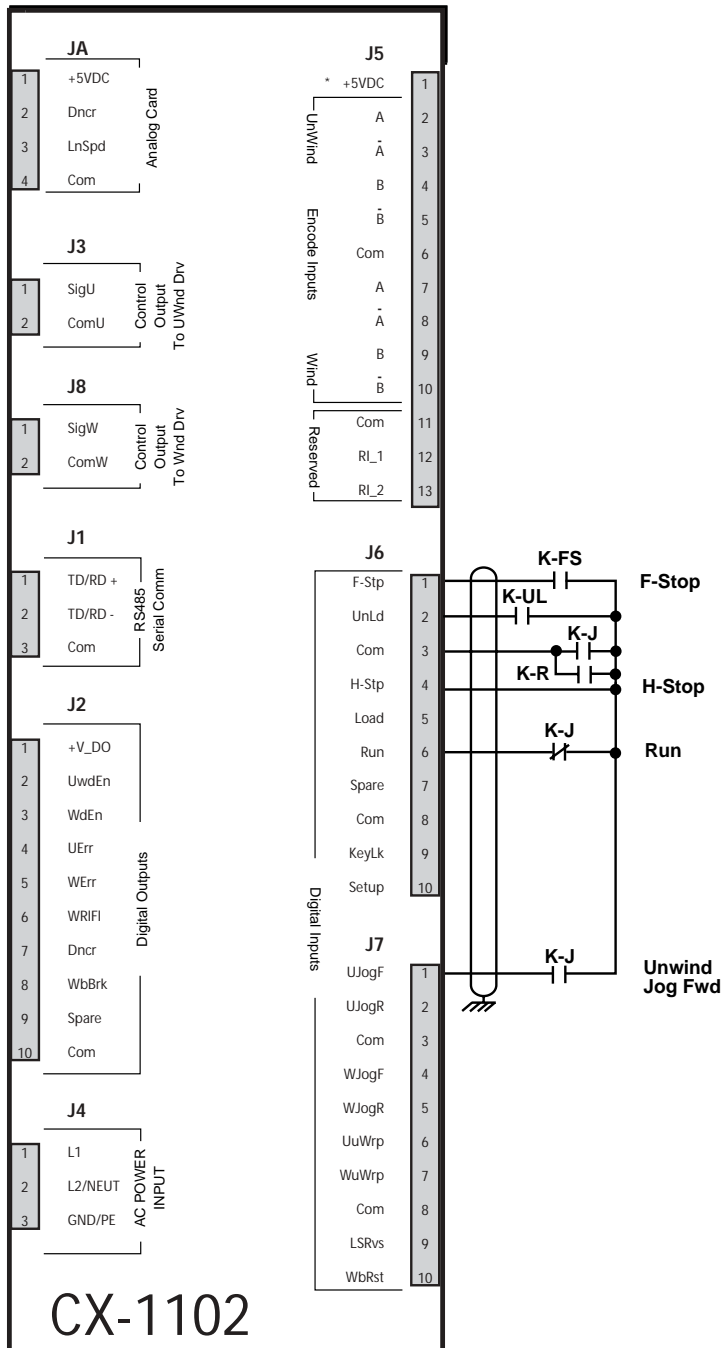 JA
1 +5VDC
2 Dncr
3 LnSpd
4 Com
Analog Card
J3
1 SigU
2 ComU
Control
Output
To UWnd Drv
J8
1 SigW
2 ComW
Control
Output
To Wnd Drv
J1
1 TD/RD +
2 TD/RD -
3 Com
RS485
Serial Comm
J2
1 +V_DO
2 UwdEn
3 WdEn
4 UErr
5 WErr
6 WRIFI
7 Dncr
8 WbBrk
9 Spare
10 Com
Digital Outputs
J4
1 L1
2 L2/NEUT
3 GND/PE
AC POWER
INPUT
J5
* +5VDC 1
A 2
A̅ 3
B 4
B̅ 5
Com 6
A 7
A̅ 8
B 9
B̅ 10
Com 11
RI_1 12
RI_2 13
UnWind
Encode Inputs
Wind
Reserved
J6
F-Stp 1
UnLd 2
Com 3
H-Stp 4
Load 5
Run 6
Spare 7
Com 8
KeyLk 9
Setup 10
Digital Inputs
J7
UJogF 1
UJogR 2
Com 3
WJogF 4
WJogR 5
UuWrp 6
WuWrp 7
Com 8
LSRvs 9
WbRst 10
K-FS
F-Stop
K-UL
K-J
K-R
H-Stop
K-J
Run
K-J
Unwind
Jog Fwd
CX-1102